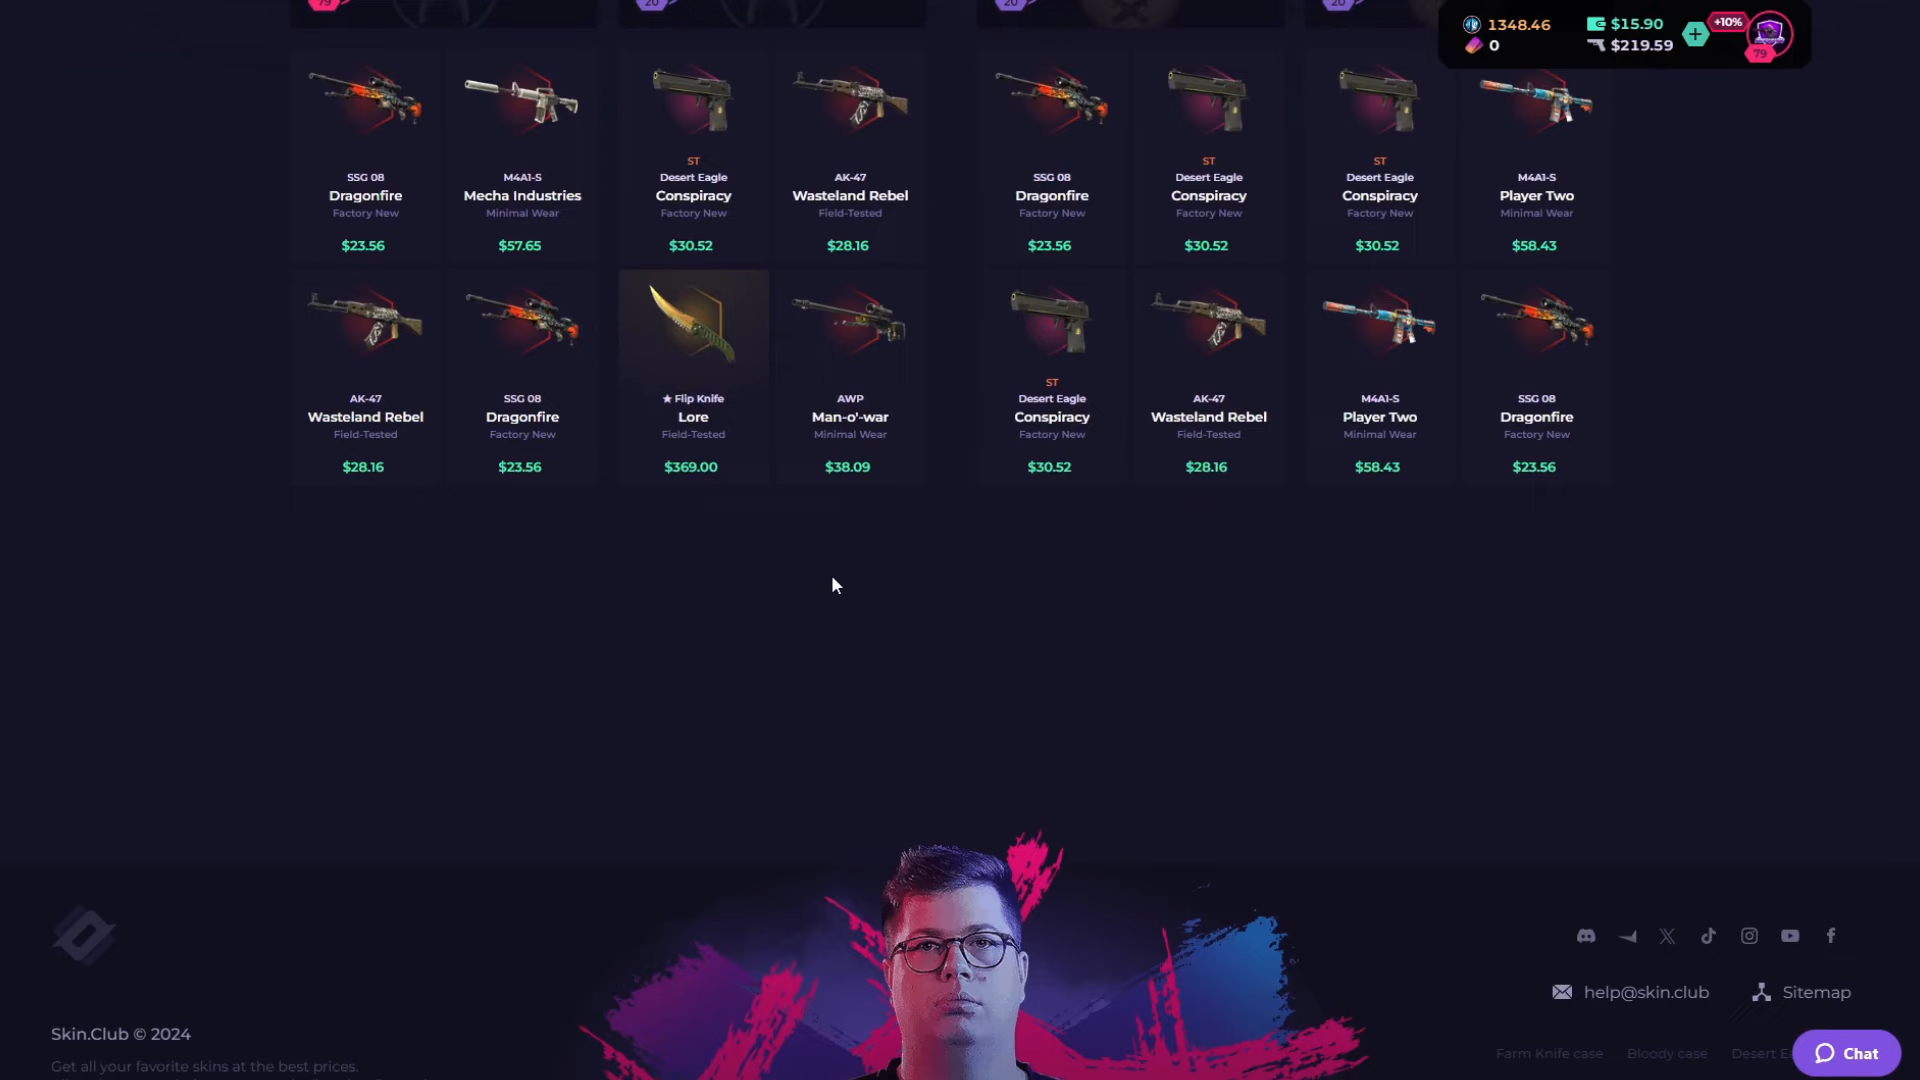 79
20
20
20
1348.46
$15.90
+10%
0
$219.59
79
ST
ST
ST
SSG 08
M4A1-S
Desert Eagle
AK-47
SSG 08
Desert Eagle
Desert Eagle
M4A1-S
Dragonfire
Mecha Industries
Conspiracy
Wasteland Rebel
Dragonfire
Conspiracy
Conspiracy
Player Two
Factory New
Minimal Wear
Factory New
Field-Tested
Factory New
Factory New
Factory New
Minimal Wear
$23.56
$57.65
$30.52
$28.16
$23.56
$30.52
$30.52
$58.43
ST
AK-47
SSG 08
★ Flip Knife
AWP
Desert Eagle
AK-47
M4A1-S
SSG 08
Wasteland Rebel
Dragonfire
Lore
Man-o'-war
Conspiracy
Wasteland Rebel
Player Two
Dragonfire
Field-Tested
Factory New
Field-Tested
Minimal Wear
Factory New
Field-Tested
Minimal Wear
Factory New
$28.16
$23.56
$369.00
$38.09
$30.52
$28.16
$58.43
$23.56
help@skin.club
Sitemap
Skin.Club © 2024
Get all your favorite skins at the best prices.
Farm Knife case
Bloody case
Desert
Chat